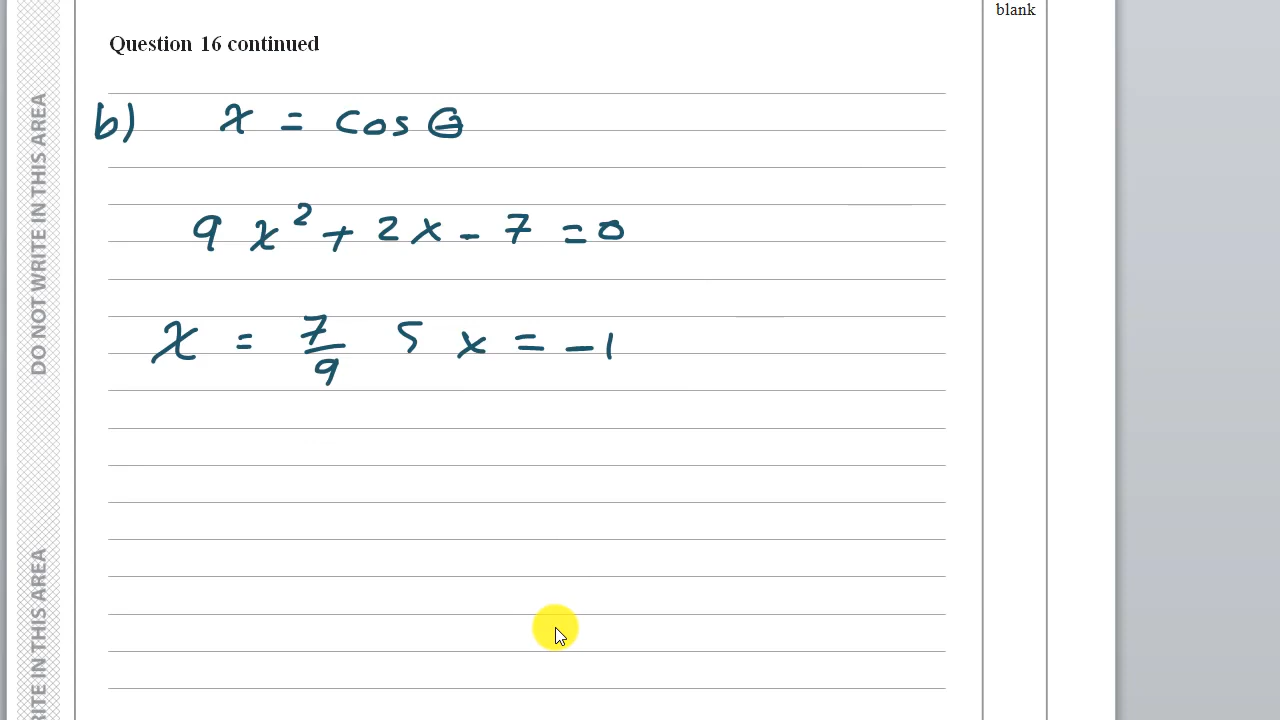 blank
Question 16 continued
b) x = cos θ
9x² + 2x - 7 = 0
x = 7/9 5 x = -1
DO NOT WRITE IN THIS AREA
RITE IN THIS AREA